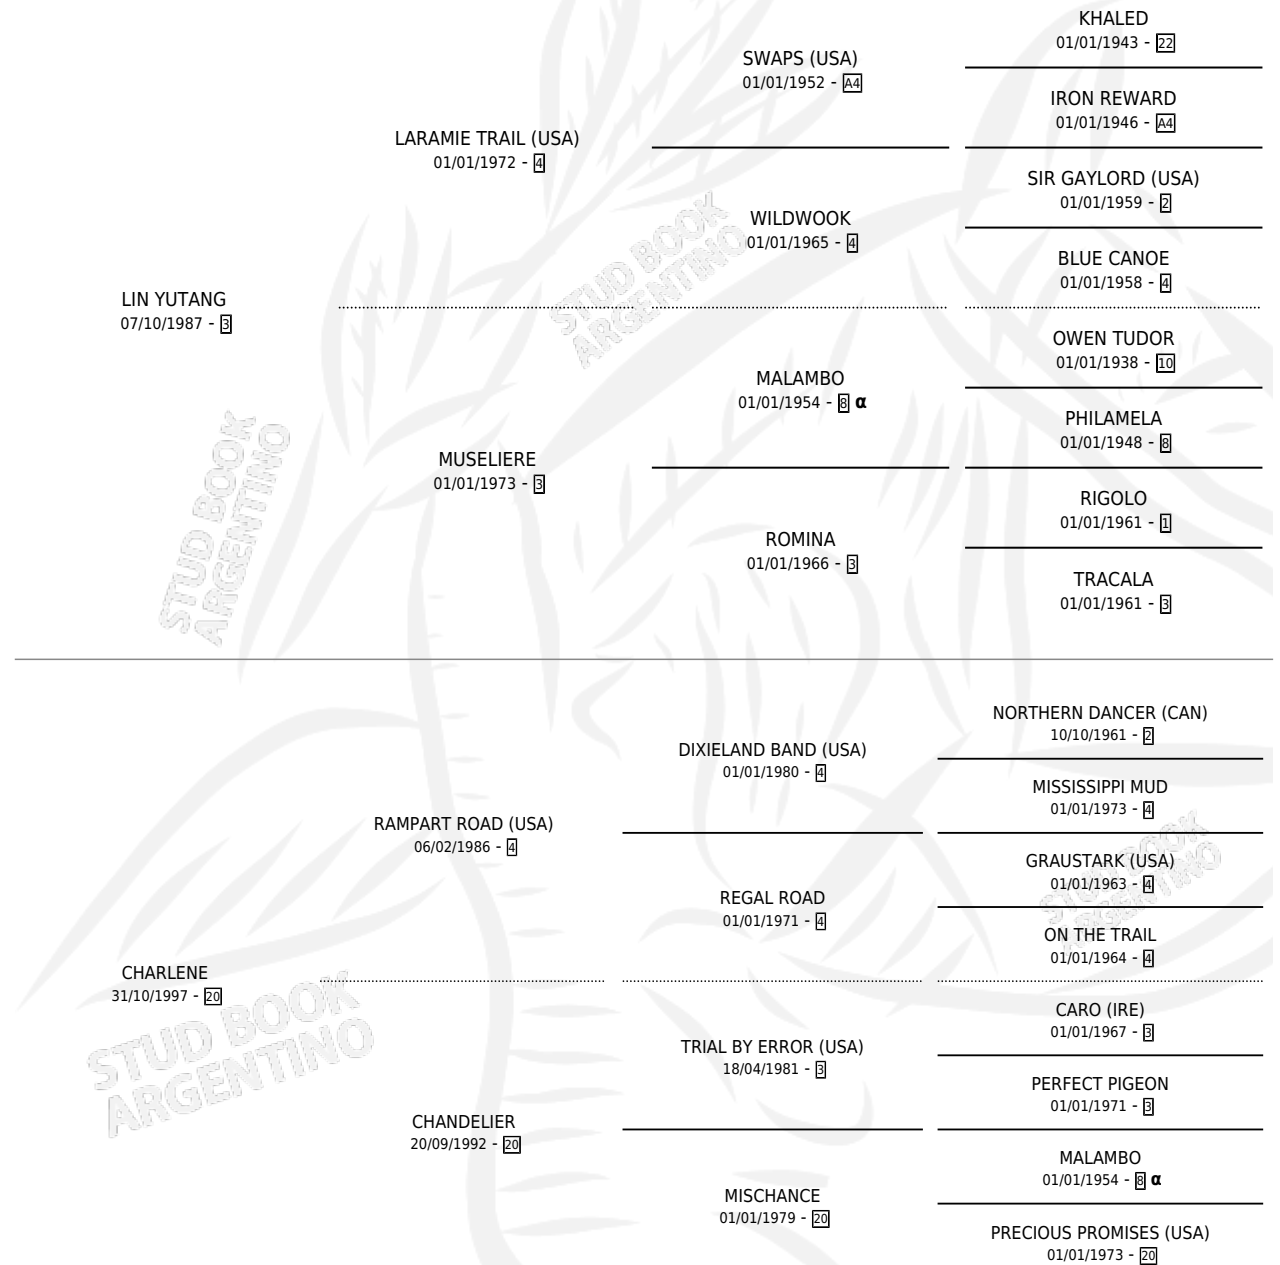 KHALED
01/01/1943 - 22
SWAPS (USA)
01/01/1952 - A4
IRON REWARD
01/01/1946 - A4
LARAMIE TRAIL (USA)
01/01/1972 - 4
SIR GAYLORD (USA)
01/01/1959 - 2
WILDWOOK
01/01/1965 - 4
BLUE CANOE
01/01/1958 - 4
LIN YUTANG
07/10/1987 - 3
OWEN TUDOR
01/01/1938 - 10
MALAMBO
01/01/1954 - 8 α
PHILAMELA
01/01/1948 - 8
MUSELIERE
01/01/1973 - 3
RIGOLO
01/01/1961 - 1
ROMINA
01/01/1966 - 3
TRACALA
01/01/1961 - 3
NORTHERN DANCER (CAN)
10/10/1961 - 2
DIXIELAND BAND (USA)
01/01/1980 - 4
MISSISSIPPI MUD
01/01/1973 - 4
RAMPART ROAD (USA)
06/02/1986 - 4
GRAUSTARK (USA)
01/01/1963 - 4
REGAL ROAD
01/01/1971 - 4
ON THE TRAIL
01/01/1964 - 4
CHARLENE
31/10/1997 - 20
CARO (IRE)
01/01/1967 - 3
TRIAL BY ERROR (USA)
18/04/1981 - 3
PERFECT PIGEON
01/01/1971 - 3
CHANDELIER
20/09/1992 - 20
MALAMBO
01/01/1954 - 8 α
MISCHANCE
01/01/1979 - 20
PRECIOUS PROMISES (USA)
01/01/1973 - 20
STUD BOOK
ARGENTINO
STUD BOOK
ARGENTINO
STUD BOOK
ARGENTINO
STUD BOOK
ARGENTINO